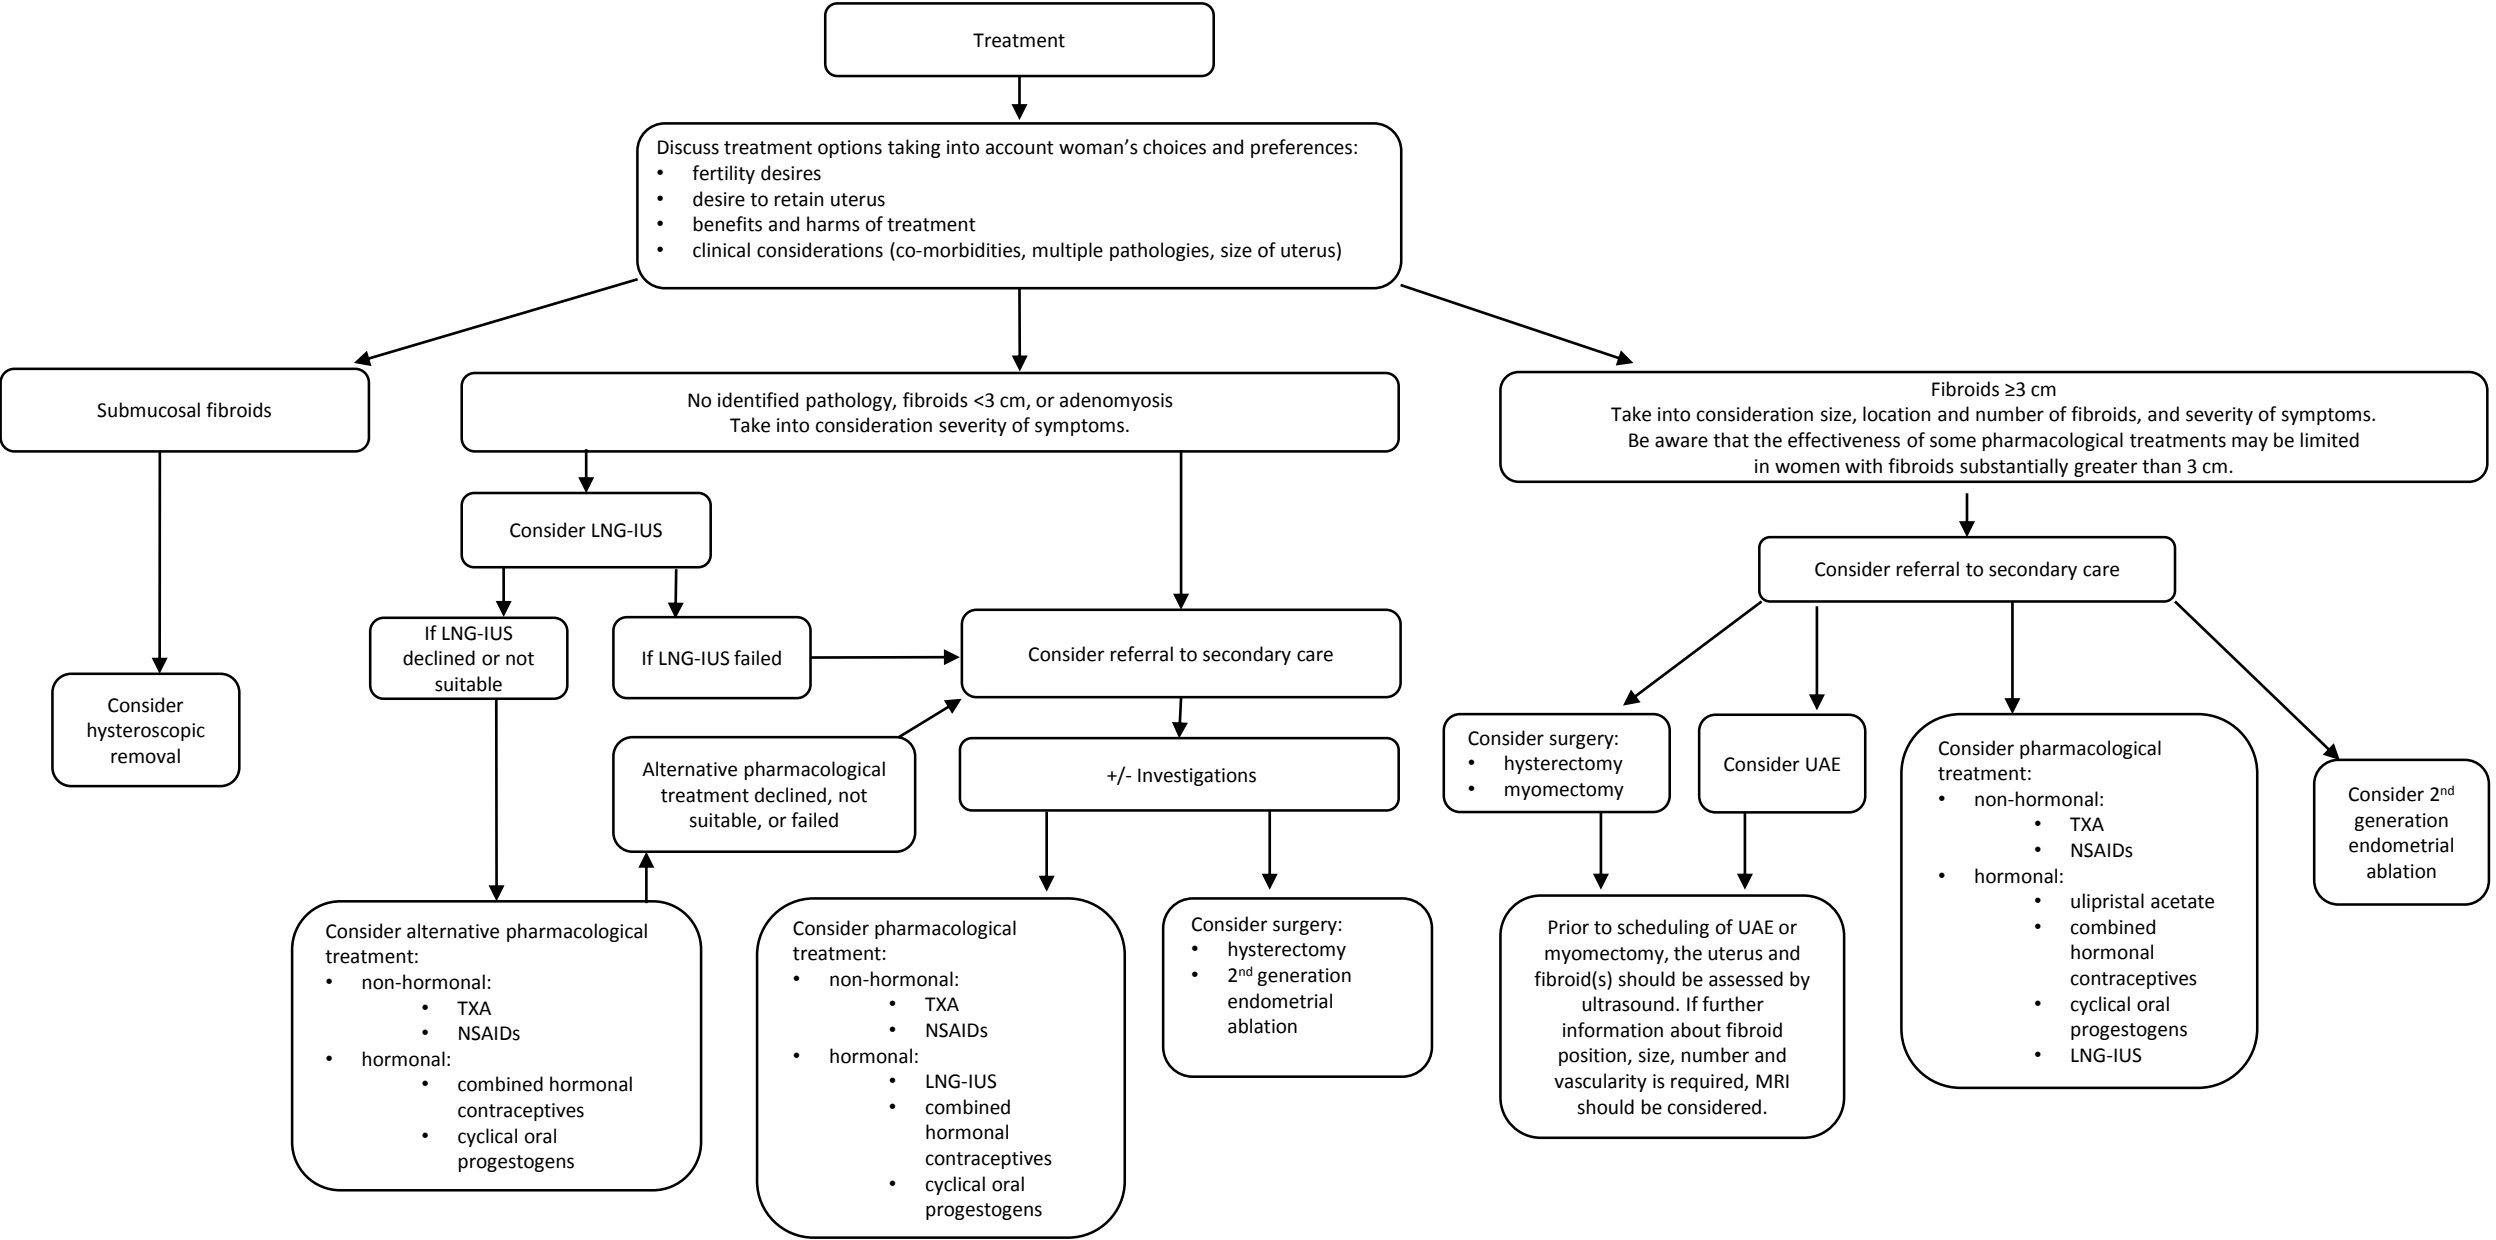 Treatment
Discuss treatment options taking into account woman’s choices and preferences:
• fertility desires
• desire to retain uterus
• benefits and harms of treatment
• clinical considerations (co-morbidities, multiple pathologies, size of uterus)
Submucosal fibroids
Consider
hysteroscopic
removal
No identified pathology, fibroids <3 cm, or adenomyosis
Take into consideration severity of symptoms.
Consider LNG-IUS
If LNG-IUS
declined or not
suitable
If LNG-IUS failed
Consider referral to secondary care
Alternative pharmacological
treatment declined, not
suitable, or failed
+/- Investigations
Consider alternative pharmacological
treatment:
• non-hormonal:
• TXA
• NSAIDs
• hormonal:
• combined hormonal
contraceptives
• cyclical oral
progestogens
Consider pharmacological
treatment:
• non-hormonal:
• TXA
• NSAIDs
• hormonal:
• LNG-IUS
• combined
hormonal
contraceptives
• cyclical oral
progestogens
Consider surgery:
• hysterectomy
• 2nd generation
endometrial
ablation
Fibroids ≥3 cm
Take into consideration size, location and number of fibroids, and severity of symptoms.
Be aware that the effectiveness of some pharmacological treatments may be limited
in women with fibroids substantially greater than 3 cm.
Consider referral to secondary care
Consider surgery:
• hysterectomy
• myomectomy
Consider UAE
Prior to scheduling of UAE or
myomectomy, the uterus and
fibroid(s) should be assessed by
ultrasound. If further
information about fibroid
position, size, number and
vascularity is required, MRI
should be considered.
Consider pharmacological
treatment:
• non-hormonal:
• TXA
• NSAIDs
• hormonal:
• ulipristal acetate
• combined
hormonal
contraceptives
• cyclical oral
progestogens
• LNG-IUS
Consider 2nd
generation
endometrial
ablation